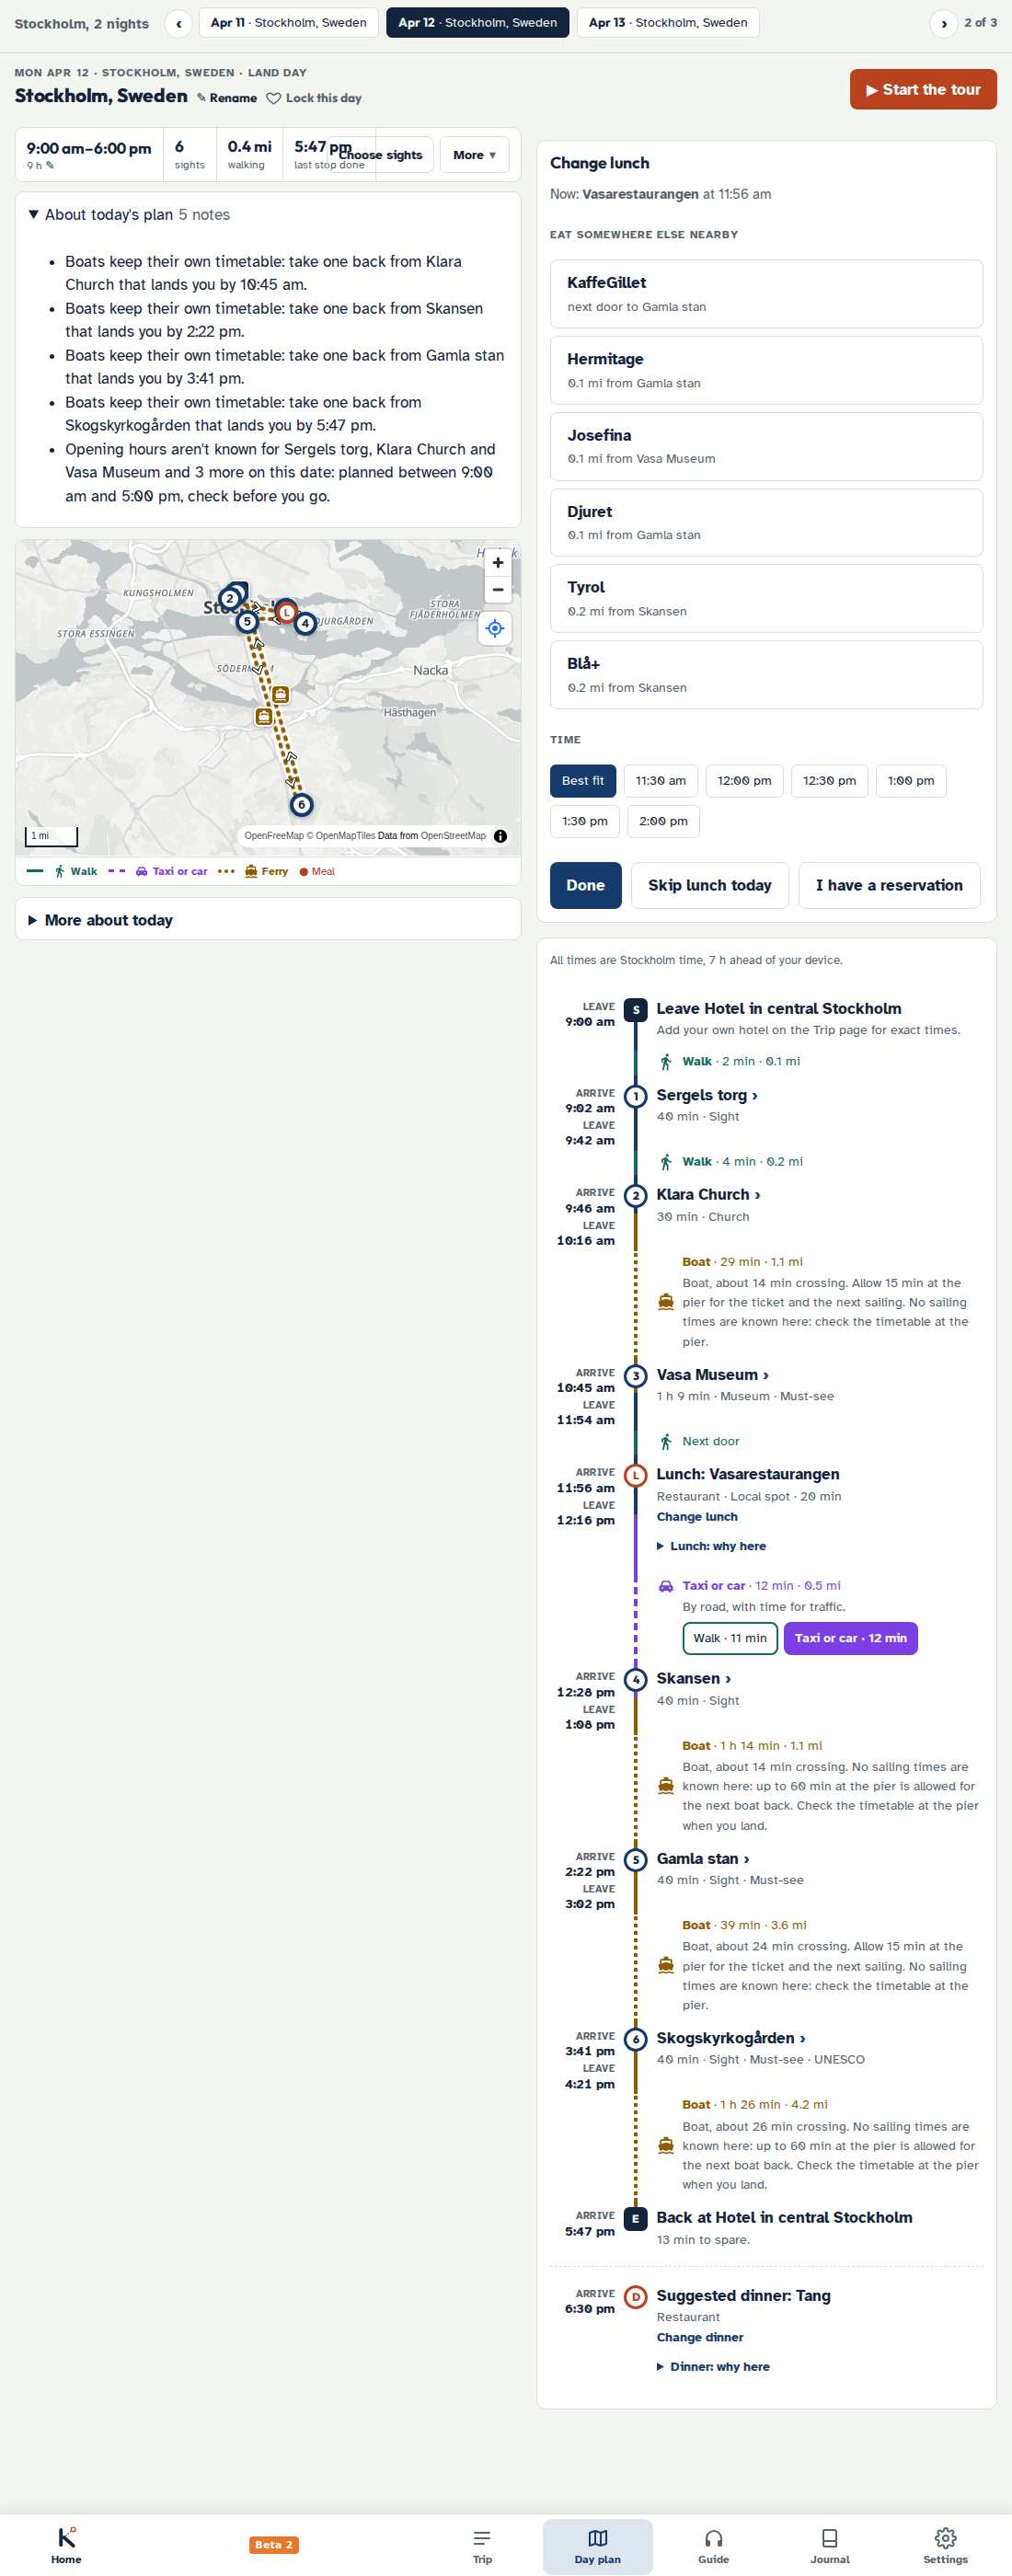 Stockholm, 2 nights
‹
Apr 11 · Stockholm, Sweden
Apr 12 · Stockholm, Sweden
Apr 13 · Stockholm, Sweden
›
2 of 3
MON APR 12 · STOCKHOLM, SWEDEN · LAND DAY
Stockholm, Sweden ✎ Rename ♡ Lock this day
▶ Start the tour
9:00 am–6:00 pm
9 h ✎
6
sights
0.4 mi
walking
5:47 pm
last stop done
Choose sights
More ▾
▼ About today's plan 5 notes
• Boats keep their own timetable: take one back from Klara
Church that lands you by 10:45 am.
• Boats keep their own timetable: take one back from Skansen
that lands you by 2:22 pm.
• Boats keep their own timetable: take one back from Gamla stan
that lands you by 3:41 pm.
• Boats keep their own timetable: take one back from
Skogskyrkogården that lands you by 5:47 pm.
• Opening hours aren't known for Sergels torg, Klara Church and
Vasa Museum and 3 more on this date: planned between 9:00
am and 5:00 pm, check before you go.
KUNGSHOLMEN
STORA
FJÄDERHOLMEN
STORA ESSINGEN
2
5
L
4
Nacka
Hästhagen
6
+
−
1 mi
OpenFreeMap © OpenMapTiles Data from OpenStreetMap
Walk
Taxi or car
Ferry
Meal
▶ More about today
Change lunch
Now: Vasarestaurangen at 11:56 am
EAT SOMEWHERE ELSE NEARBY
KaffeGillet
next door to Gamla stan
Hermitage
0.1 mi from Gamla stan
Josefina
0.1 mi from Vasa Museum
Djuret
0.1 mi from Gamla stan
Tyrol
0.2 mi from Skansen
Blå+
0.2 mi from Skansen
TIME
Best fit
11:30 am
12:00 pm
12:30 pm
1:00 pm
1:30 pm
2:00 pm
Done
Skip lunch today
I have a reservation
All times are Stockholm time, 7 h ahead of your device.
LEAVE
9:00 am
S
Leave Hotel in central Stockholm
Add your own hotel on the Trip page for exact times.
Walk · 2 min · 0.1 mi
ARRIVE
9:02 am
LEAVE
9:42 am
1
Sergels torg ›
40 min · Sight
Walk · 4 min · 0.2 mi
ARRIVE
9:46 am
LEAVE
10:16 am
2
Klara Church ›
30 min · Church
Boat · 29 min · 1.1 mi
Boat, about 14 min crossing. Allow 15 min at the
pier for the ticket and the next sailing. No sailing
times are known here: check the timetable at the
pier.
ARRIVE
10:45 am
LEAVE
11:54 am
3
Vasa Museum ›
1 h 9 min · Museum · Must-see
Next door
ARRIVE
11:56 am
LEAVE
12:16 pm
L
Lunch: Vasarestaurangen
Restaurant · Local spot · 20 min
Change lunch
▶ Lunch: why here
Taxi or car · 12 min · 0.5 mi
By road, with time for traffic.
Walk · 11 min
Taxi or car · 12 min
ARRIVE
12:28 pm
LEAVE
1:08 pm
4
Skansen ›
40 min · Sight
Boat · 1 h 14 min · 1.1 mi
Boat, about 14 min crossing. No sailing times are
known here: up to 60 min at the pier is allowed for
the next boat back. Check the timetable at the pier
when you land.
ARRIVE
2:22 pm
LEAVE
3:02 pm
5
Gamla stan ›
40 min · Sight · Must-see
Boat · 39 min · 3.6 mi
Boat, about 24 min crossing. Allow 15 min at the
pier for the ticket and the next sailing. No sailing
times are known here: check the timetable at the
pier.
ARRIVE
3:41 pm
LEAVE
4:21 pm
6
Skogskyrkogården ›
40 min · Sight · Must-see · UNESCO
Boat · 1 h 26 min · 4.2 mi
Boat, about 26 min crossing. No sailing times are
known here: up to 60 min at the pier is allowed for
the next boat back. Check the timetable at the pier
when you land.
ARRIVE
5:47 pm
E
Back at Hotel in central Stockholm
13 min to spare.
ARRIVE
6:30 pm
D
Suggested dinner: Tang
Restaurant
Change dinner
▶ Dinner: why here
Home
Beta 2
Trip
Day plan
Guide
Journal
Settings